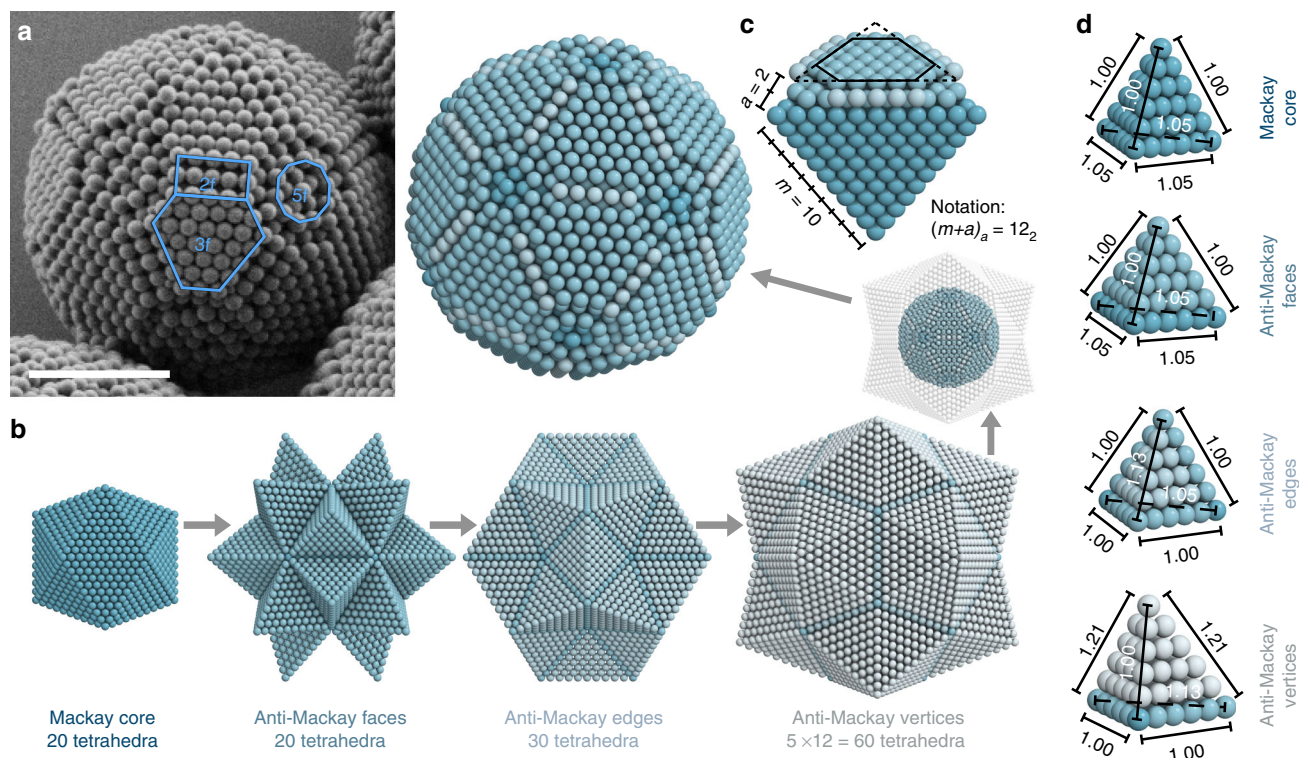 a
2f
5f
3f
c
a = 2
m = 10
Notation:
(m+a)ₐ = 12₂
d
1.00
1.00
1.00
1.05
1.05
1.05
Mackay
core
1.00
1.00
1.00
1.05
1.05
1.05
Anti-Mackay
faces
1.00
1.13
1.00
1.05
1.00
1.00
Anti-Mackay
edges
1.21
1.00
1.21
1.13
1.00
1.00
Anti-Mackay
vertices
b
Mackay core
20 tetrahedra
Anti-Mackay faces
20 tetrahedra
Anti-Mackay edges
30 tetrahedra
Anti-Mackay vertices
5 ×12 = 60 tetrahedra